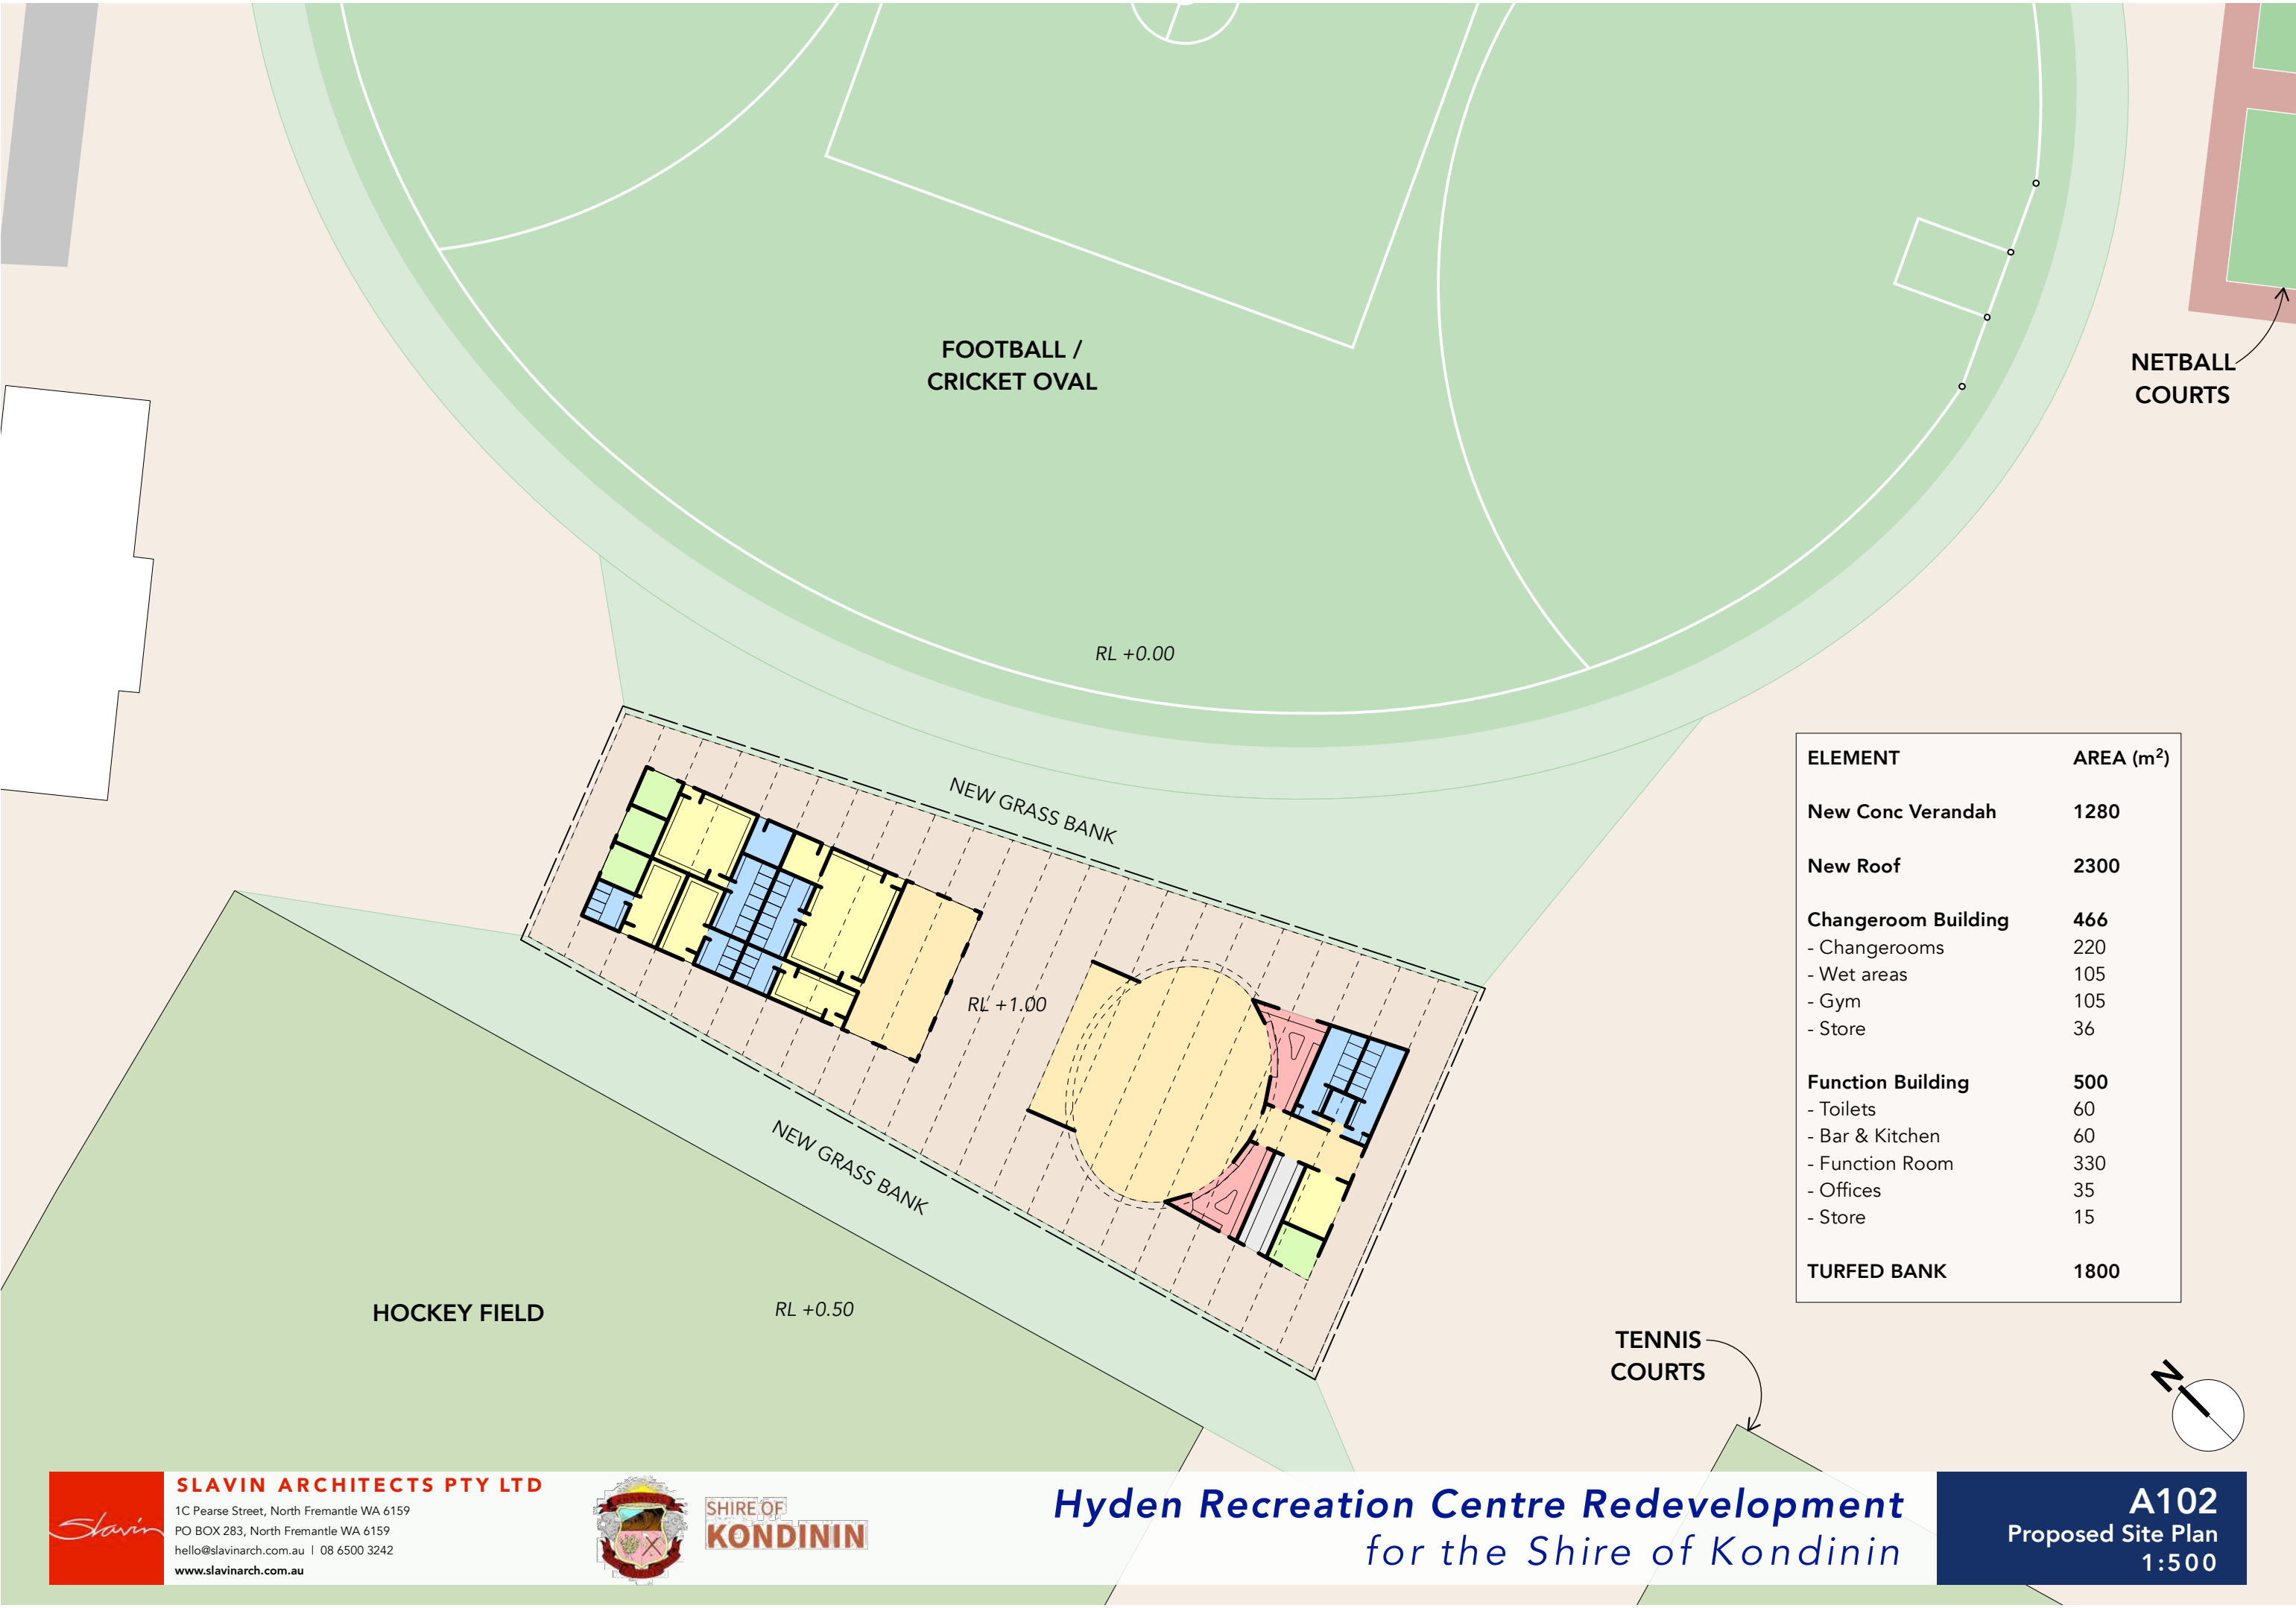 FOOTBALL /
CRICKET OVAL
NETBALL
COURTS
RL +0.00
NEW GRASS BANK
RL +1.00
NEW GRASS BANK
HOCKEY FIELD
RL +0.50
ELEMENT AREA (m²)
New Conc Verandah 1280
New Roof 2300
Changeroom Building 466
- Changerooms 220
- Wet areas 105
- Gym 105
- Store 36
Function Building 500
- Toilets 60
- Bar & Kitchen 60
- Function Room 330
- Offices 35
- Store 15
TURFED BANK 1800
TENNIS
COURTS
N
Slavin
SLAVIN ARCHITECTS PTY LTD
1C Pearse Street, North Fremantle WA 6159
PO BOX 283, North Fremantle WA 6159
hello@slavinarch.com.au | 08 6500 3242
www.slavinarch.com.au
KONDININ
SHIRE OF
KONDININ
Hyden Recreation Centre Redevelopment
for the Shire of Kondinin
A102
Proposed Site Plan
1:500